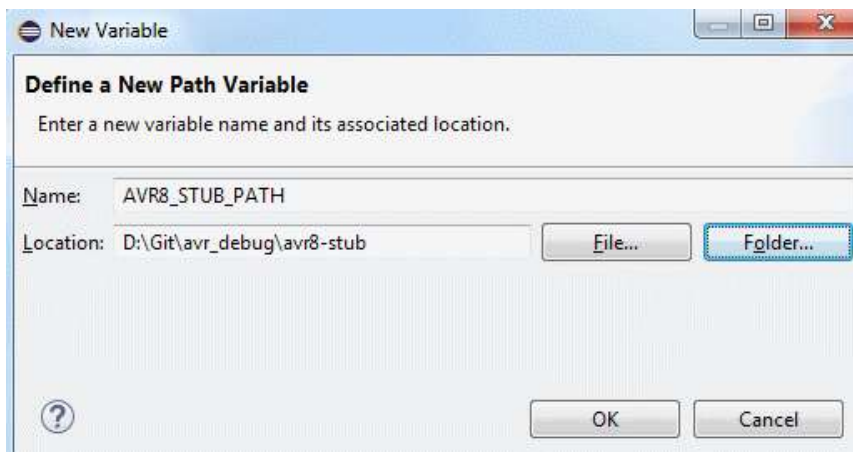 New Variable
Define a New Path Variable
Enter a new variable name and its associated location.
Name: AVR8_STUB_PATH
Location: D:\Git\avr_debug\avr8-stub File... Folder...
? OK Cancel